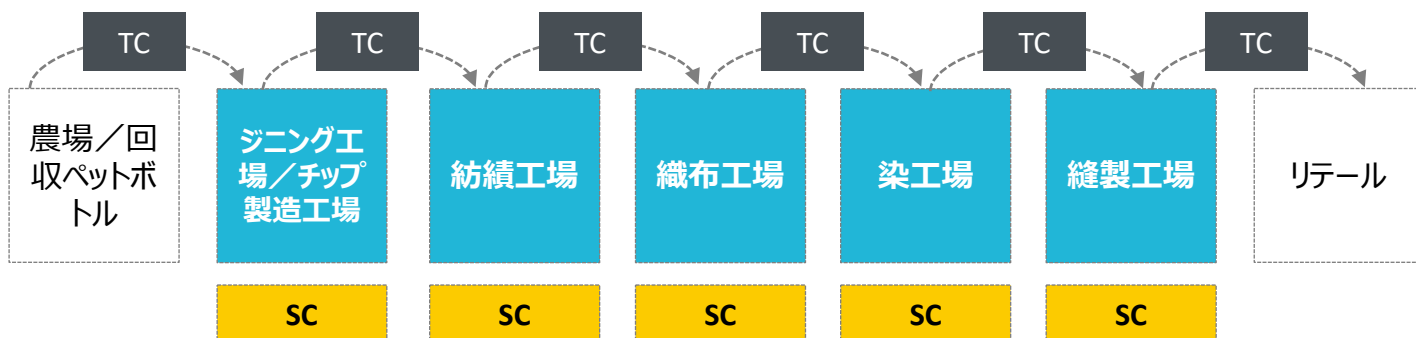 TC
TC
TC
TC
TC
TC
農場／回
収ペットボ
トル
ジニング工
場／チップ
製造工場
紡績工場
織布工場
染工場
縫製工場
リテール
SC
SC
SC
SC
SC